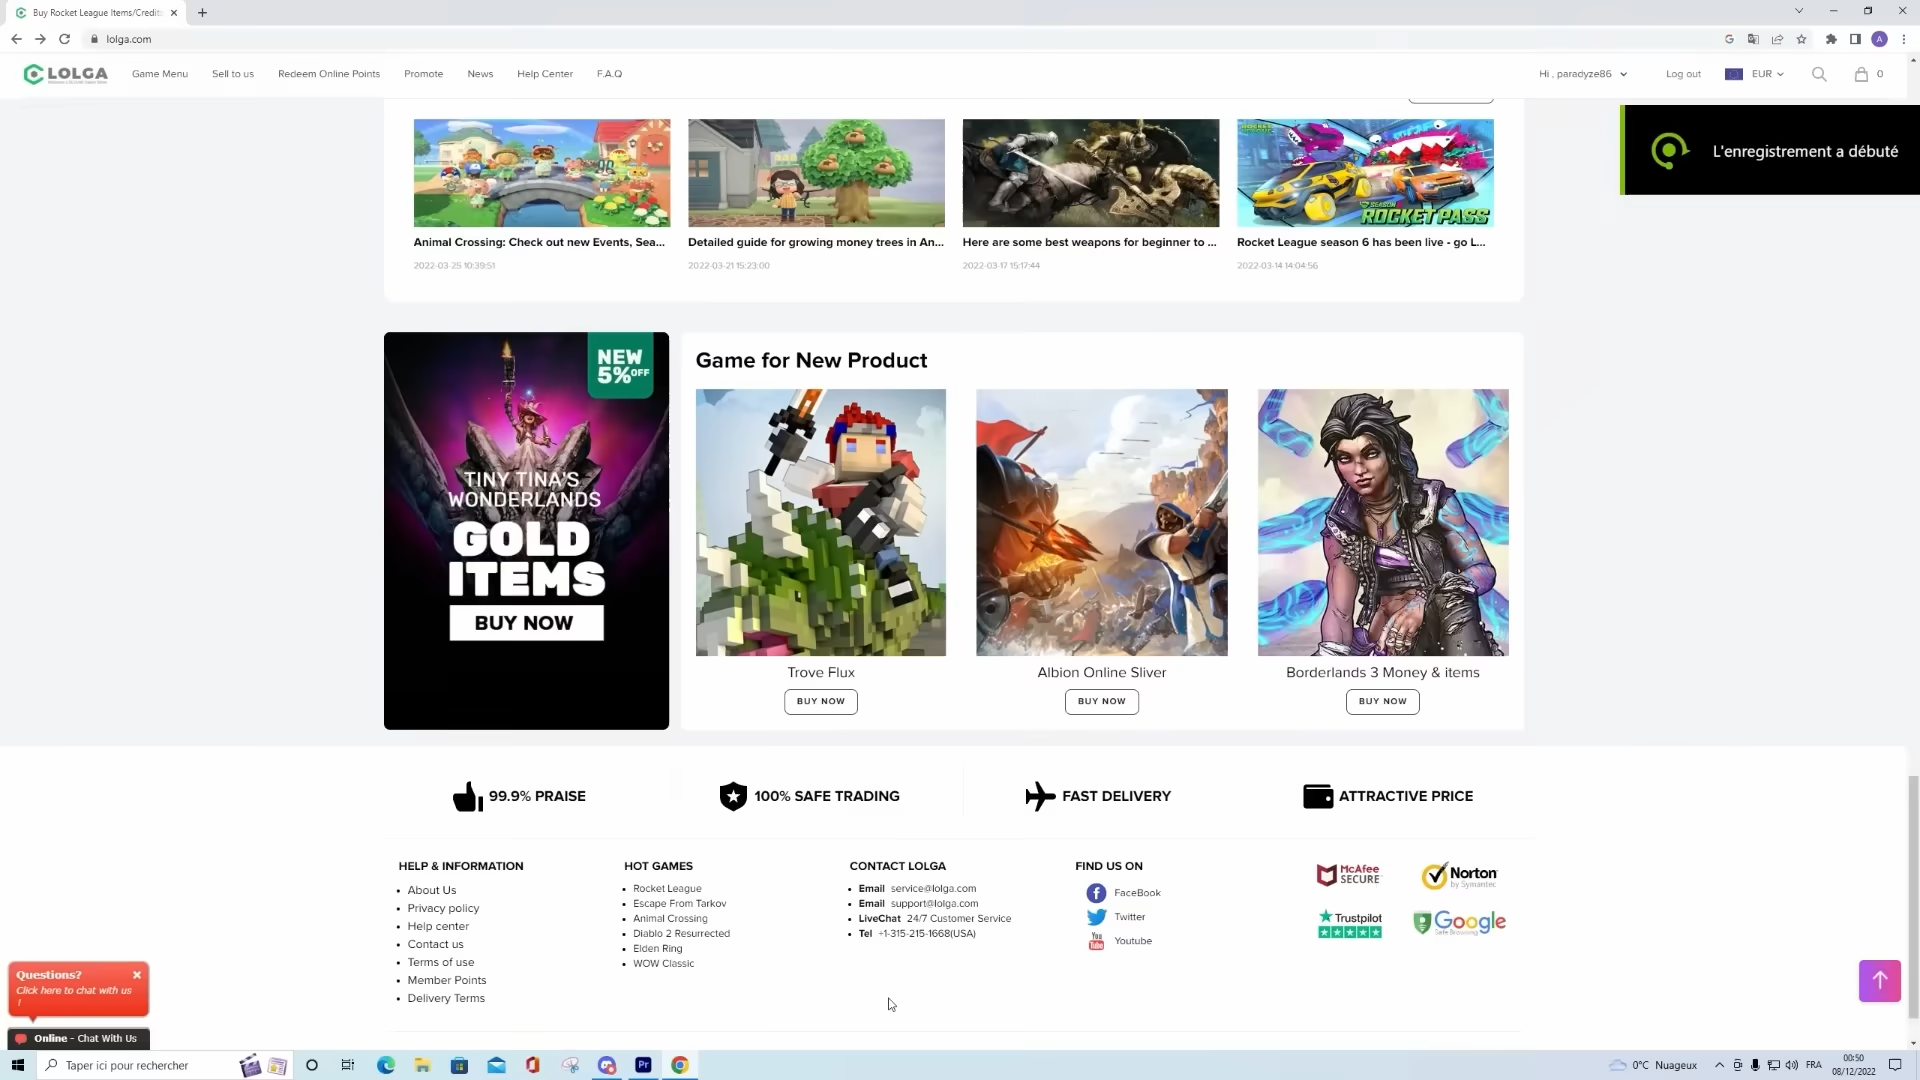 Buy Rocket League Items/Credits
lolga.com
LOLGA
Game Menu
Sell to us
Redeem Online Points
Promote
News
Help Center
F.A.Q
Hi , paradyze86
Log out
EUR
0
L'enregistrement a débuté
ROCKET PASS
Animal Crossing: Check out new Events, Sea...
Detailed guide for growing money trees in An...
Here are some best weapons for beginner to ...
Rocket League season 6 has been live - go L...
2022-03-25 10:39:51
2022-03-21 15:23:00
2022-03-17 15:17:44
2022-03-14 14:04:56
NEW
5% OFF
TINY TINA'S
WONDERLANDS
GOLD
ITEMS
BUY NOW
Game for New Product
Trove Flux
Albion Online Sliver
Borderlands 3 Money & items
BUY NOW
BUY NOW
BUY NOW
99.9% PRAISE
100% SAFE TRADING
FAST DELIVERY
ATTRACTIVE PRICE
HELP & INFORMATION
About Us
Privacy policy
Help center
Contact us
Terms of use
Member Points
Delivery Terms
HOT GAMES
Rocket League
Escape From Tarkov
Animal Crossing
Diablo 2 Resurrected
Elden Ring
WOW Classic
CONTACT LOLGA
Email service@lolga.com
Email support@lolga.com
LiveChat 24/7 Customer Service
Tel +1-315-215-1668(USA)
FIND US ON
FaceBook
Twitter
You Tube Youtube
McAfee
SECURE
Norton
by Symantec
Trustpilot
Google
Safe Browsing
Questions?
Click here to chat with us
!
Online - Chat With Us
Taper ici pour rechercher
Pr
0°C Nuageux
FRA
00:50
08/12/2022